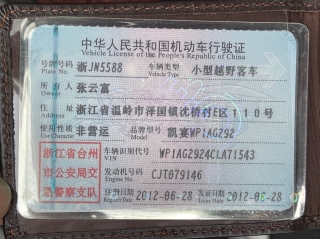 中华人民共和国机动车行驶证
Vehicle License of the People's Republic of China
号牌号码 浙JN5588 车辆类型 小型越野客车
Plate No. Vehicle Type
所有人 张云富
Owner
住址 浙江省温岭市泽国镇沈桥村E区110号
Address
使用性质 非营运 品牌型号 凯宴WP1AG292
Use Character Model
浙江省台州 车辆识别代号 WP1AG2924CLA71543
VIN
市公安局交 发动机号码 CJT079146
Engine No.
通警察支队 注册日期 2012-06-28 发证日期 2012-06-28
Register Date Issue Date